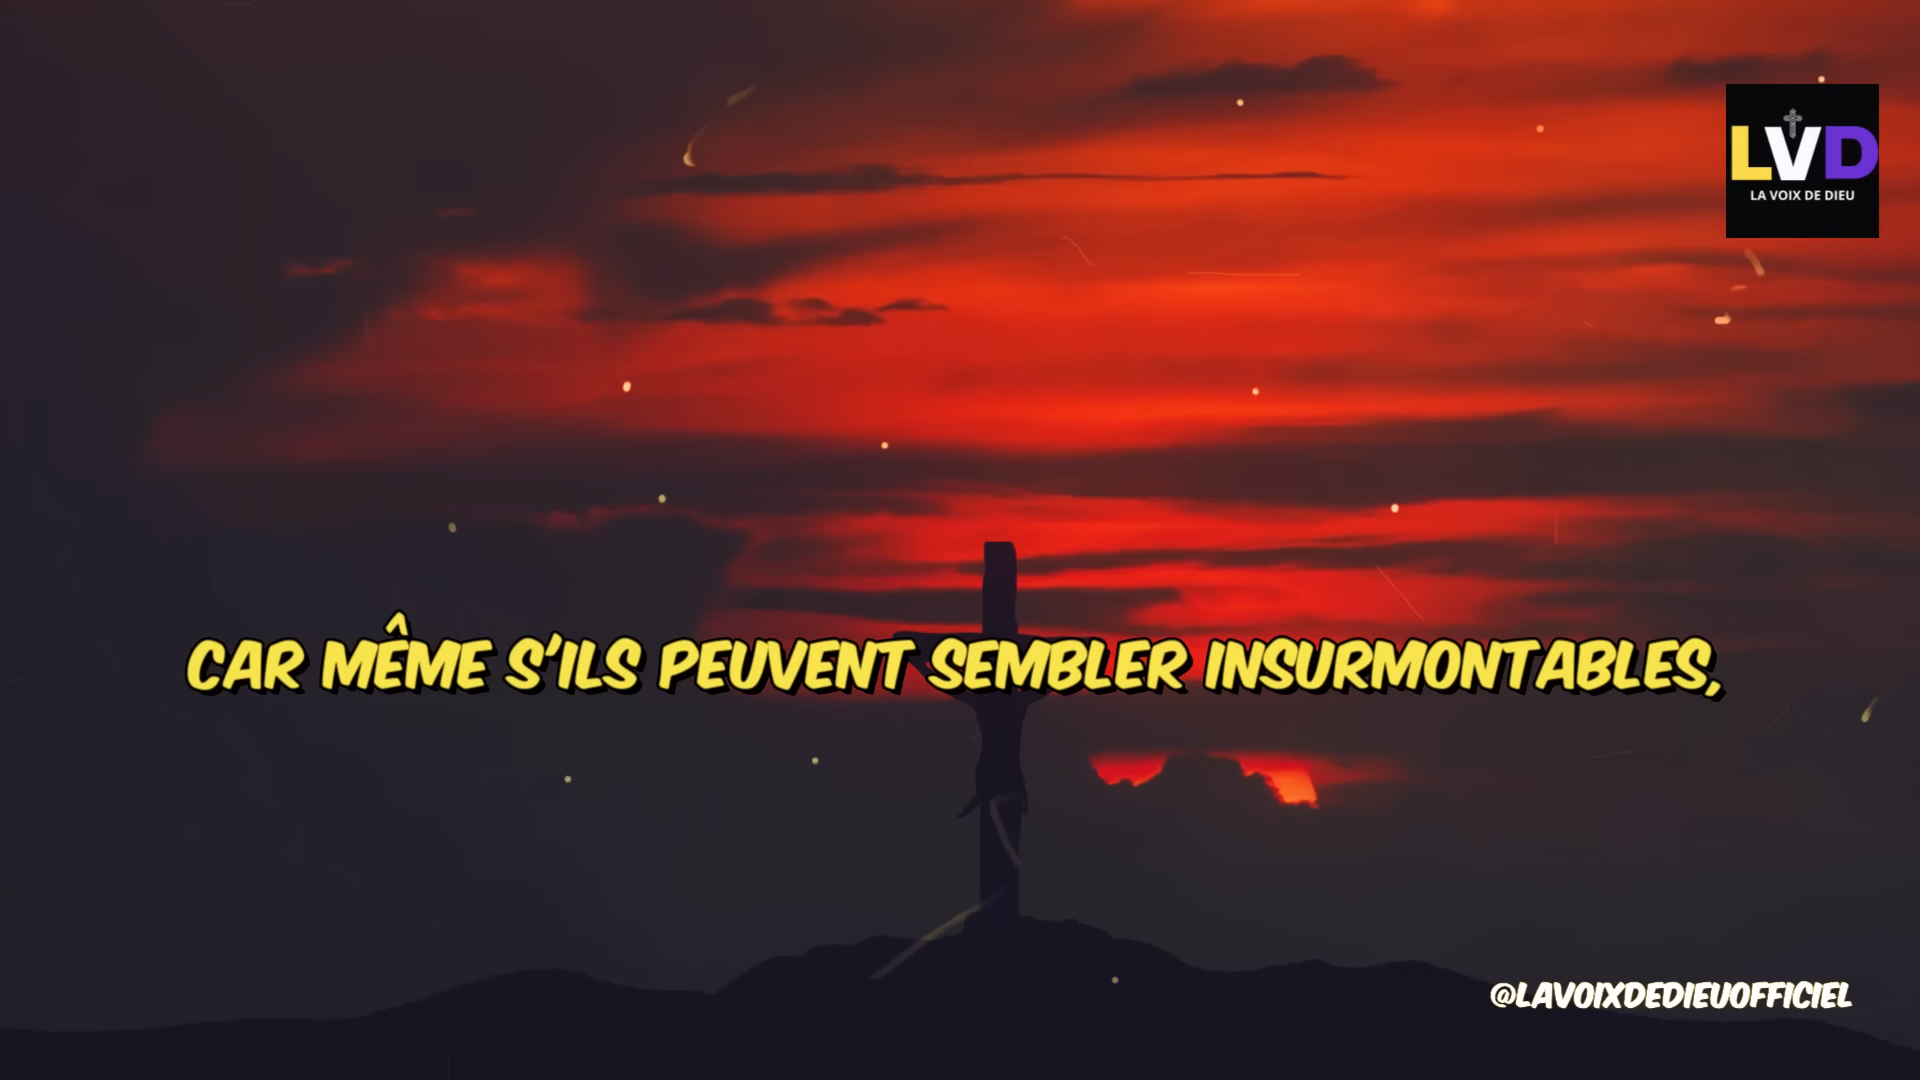 LVD
LA VOIX DE DIEU
CAR MÊME S'ILS PEUVENT SEMBLER INSURMONTABLES,
@LAVOIXDEDIEUOFFICIEL